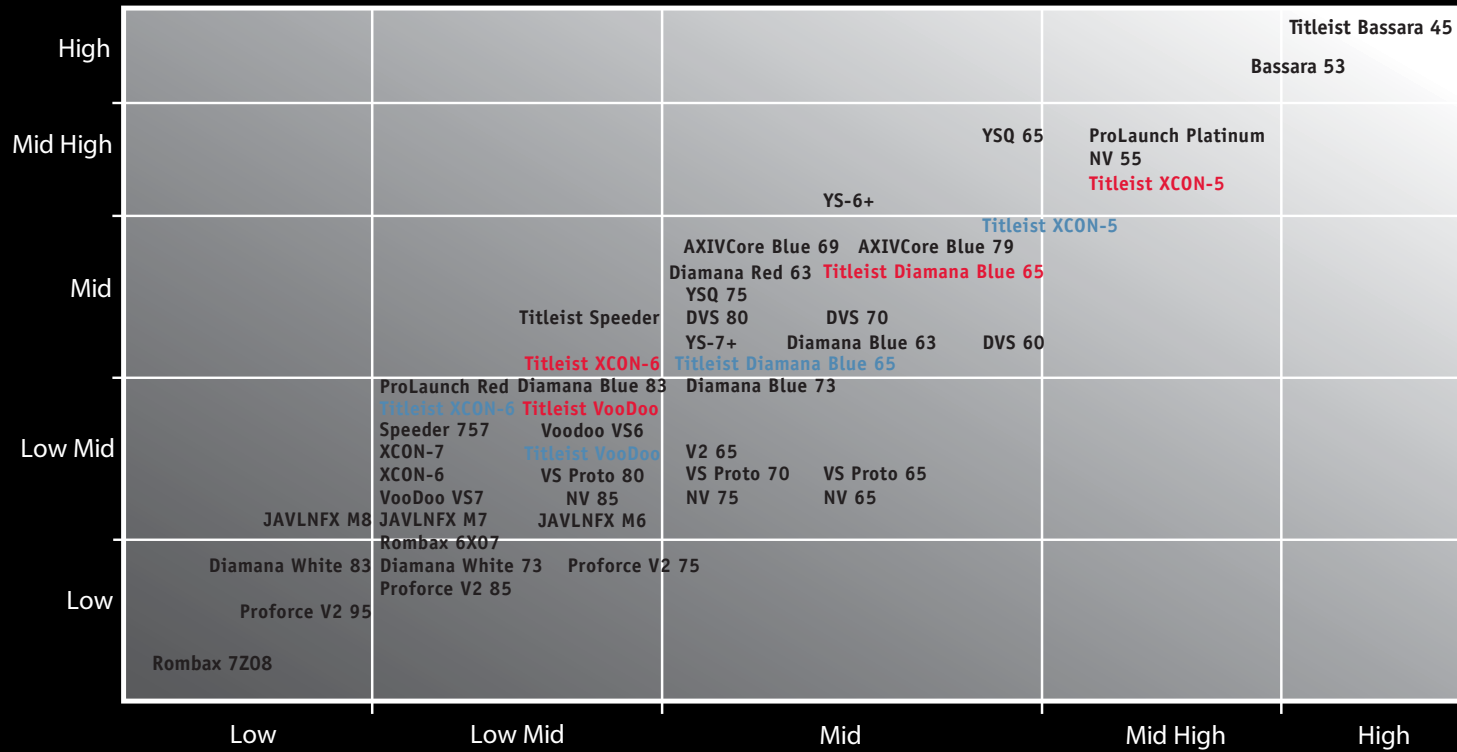 High
Titleist Bassara 45
Bassara 53
Mid High
YSQ 65 ProLaunch Platinum
NV 55
Titleist XCON-5
YS-6+
Titleist XCON-5
AXIVCore Blue 69 AXIVCore Blue 79
Diamana Red 63 Titleist Diamana Blue 65
Mid
YSQ 75
Titleist Speeder DVS 80 DVS 70
YS-7+ Diamana Blue 63 DVS 60
Titleist XCON-6 Titleist Diamana Blue 65
ProLaunch Red Diamana Blue 83 Diamana Blue 73
Titleist XCON-6 Titleist VooDoo
Speeder 757 Voodoo VS6
Low Mid
XCON-7 Titleist VooDoo V2 65
XCON-6 VS Proto 80 VS Proto 70 VS Proto 65
VooDoo VS7 NV 85 NV 75 NV 65
JAVLNFX M8 JAVLNFX M7 JAVLNFX M6
Rombax 6X07
Diamana White 83 Diamana White 73 Proforce V2 75
Proforce V2 85
Low
Proforce V2 95
Rombax 7Z08
Low Low Mid Mid Mid High High